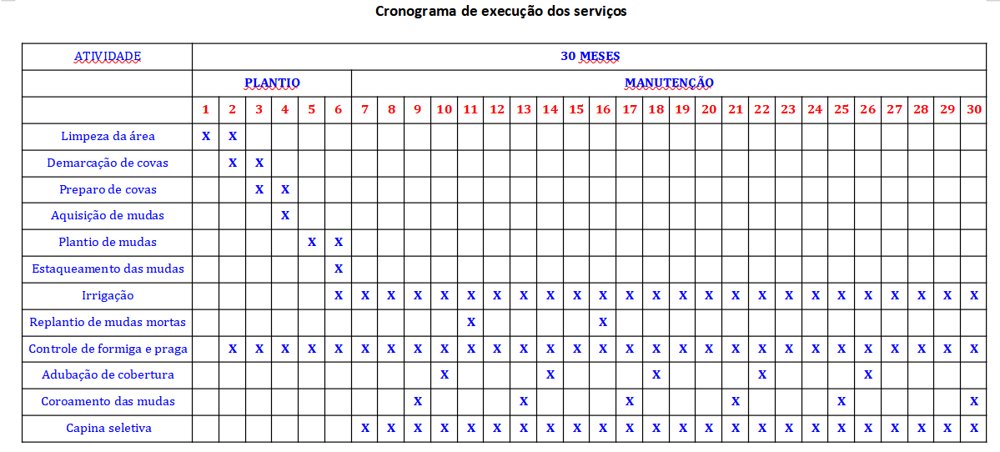 Cronograma de execução dos serviços
ATIVIDADE 30 MESES
PLANTIO MANUTENÇÃO
1 2 3 4 5 6 7 8 9 10 11 12 13 14 15 16 17 18 19 20 21 22 23 24 25 26 27 28 29 30
Limpeza da área X X
Demarcação de covas X X
Preparo de covas X X
Aquisição de mudas X
Plantio de mudas X X
Estaqueamento das mudas X
Irrigação X X X X X X X X X X X X X X X X X X X X X X X X X
Replantio de mudas mortas X X
Controle de formiga e praga X X X X X X X X X X X X X X X X X X X X X X X X X X X X X
Adubação de cobertura X X X X X
Coroamento das mudas X X X X X X
Capina seletiva X X X X X X X X X X X X X X X X X X X X X X X X